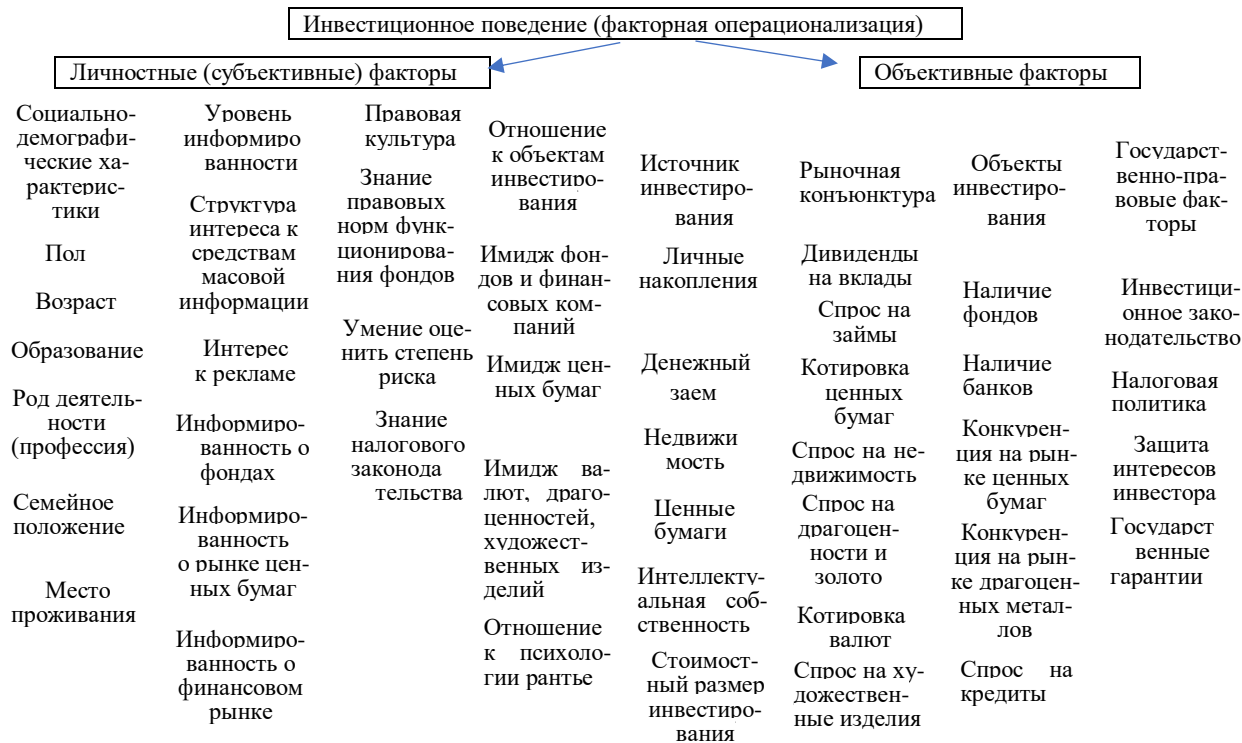 Инвестиционное поведение (факторная операционализация)
Личностные (субъективные) факторы
Объективные факторы
Социально-
демографи-
ческие ха-
рактерис-
тики
Пол
Возраст
Образование
Род деятель-
ности
(профессия)
Семейное
положение
Место
проживания
Уровень
информиро
ванности
Структура
интереса к
средствам
массовой
информации
Интерес
к рекламе
Информиро-
ванность о
фондах
Информиро-
ванность
о рынке цен-
ных бумаг
Информиро-
ванность о
финансовом
рынке
Правовая
культура
Знание
правовых
норм функ-
ционирова-
ния фондов
Умение оце-
нить степень
риска
Знание
налогового
законода
тельства
Отношение
к объектам
инвестиро-
вания
Имидж фон-
дов и финан-
совых ком-
паний
Имидж цен-
ных бумаг
Имидж ва-
лют, драго-
ценностей,
художест-
венных из-
делий
Отношение
к психоло-
гии рантье
Источник
инвестиро-
вания
Личные
накопления
Денежный
заем
Недвижи
мость
Ценные
бумаги
Интеллекту-
альная соб-
ственность
Стоимост-
ный размер
инвестиро-
вания
Рыночная
конъюнктура
Дивиденды
на вклады
Спрос на
займы
Котировка
ценных
бумаг
Спрос на не-
движимость
Спрос на
драгоцен-
ности и
золото
Котировка
валют
Спрос на ху-
дожествен-
ные изделия
Объекты
инвестиро-
вания
Наличие
фондов
Наличие
банков
Конкурен-
ция на рын-
ке ценных
бумаг
Конкурен-
ция на рын-
ке драгоцен-
ных метал-
лов
Спрос на
кредиты
Государст-
венно-пра-
вовые фак-
торы
Инвестици-
онное зако-
нодательство
Налоговая
политика
Защита
интересов
инвестора
Государст
венные
гарантии